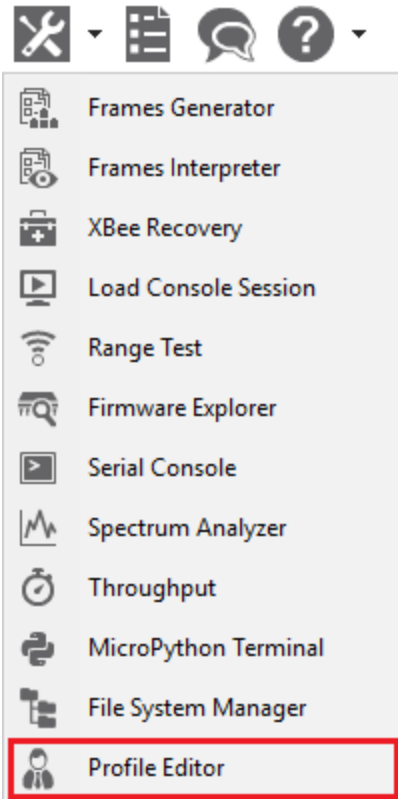 Frames Generator
Frames Interpreter
XBee Recovery
Load Console Session
Range Test
Firmware Explorer
Serial Console
Spectrum Analyzer
Throughput
MicroPython Terminal
File System Manager
Profile Editor